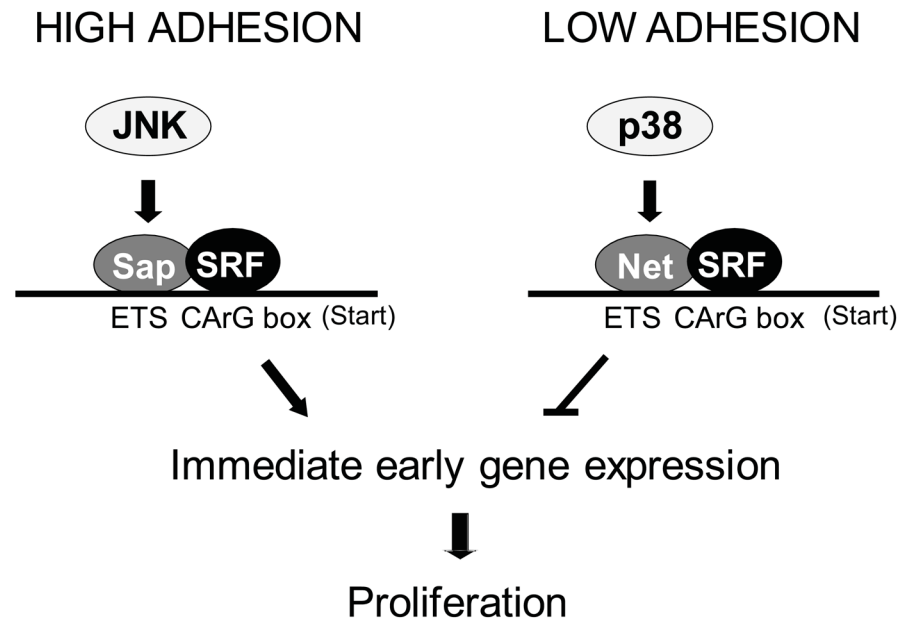 HIGH ADHESION
LOW ADHESION
JNK
p38
Sap SRF
Net SRF
ETS CArG box (Start)
ETS CArG box (Start)
Immediate early gene expression
Proliferation